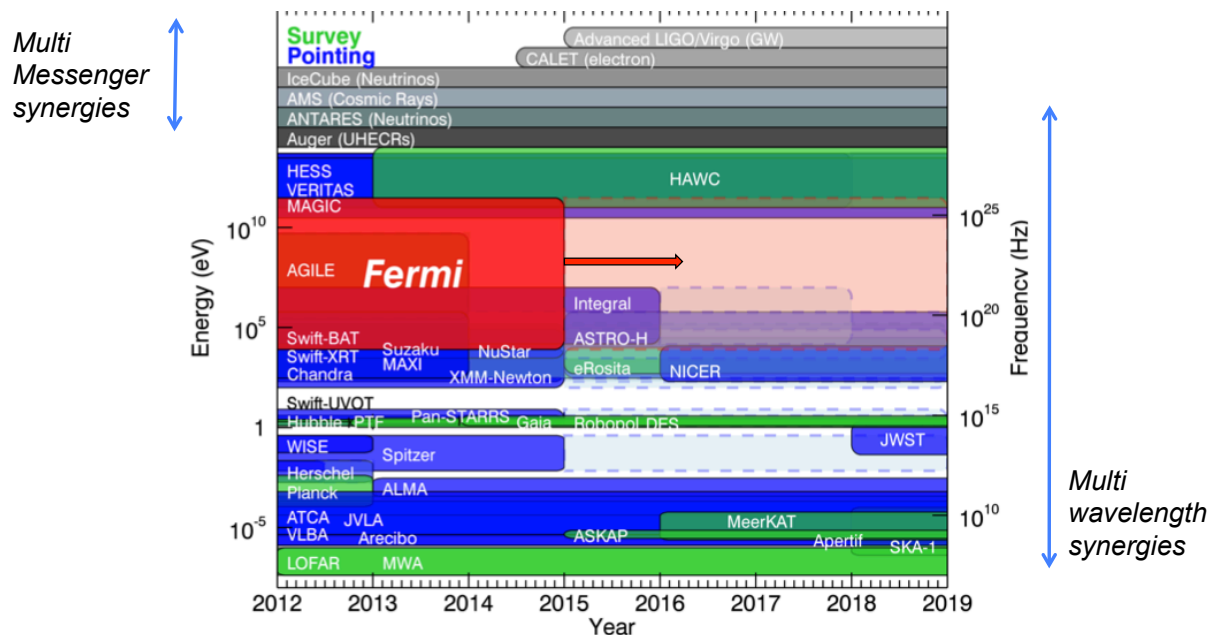 Multi
Messenger
synergies
Survey
Pointing
Advanced LIGO/Virgo (GW)
CALET (electron)
IceCube (Neutrinos)
AMS (Cosmic Rays)
ANTARES (Neutrinos)
Auger (UHECRs)
HESS
VERITAS
HAWC
MAGIC
AGILE
Fermi
Integral
Swift-BAT
ASTRO-H
Swift-XRT
Suzaku
MAXI
NuStar
Chandra
XMM-Newton
eRosita
NICER
Swift-UVOT
Hubble
PTF
Pan-STARRS
Gaia
Robopol
DES
WISE
Spitzer
JWST
Herschel
Planck
ALMA
ATCA
JVLA
MeerKAT
VLBA
Arecibo
ASKAP
Apertif
SKA-1
LOFAR
MWA
Energy (eV)
10^10
10^5
1
10^-5
Frequency (Hz)
10^25
10^20
10^15
10^10
2012 2013 2014 2015 2016 2017 2018 2019
Year
Multi
wavelength
synergies